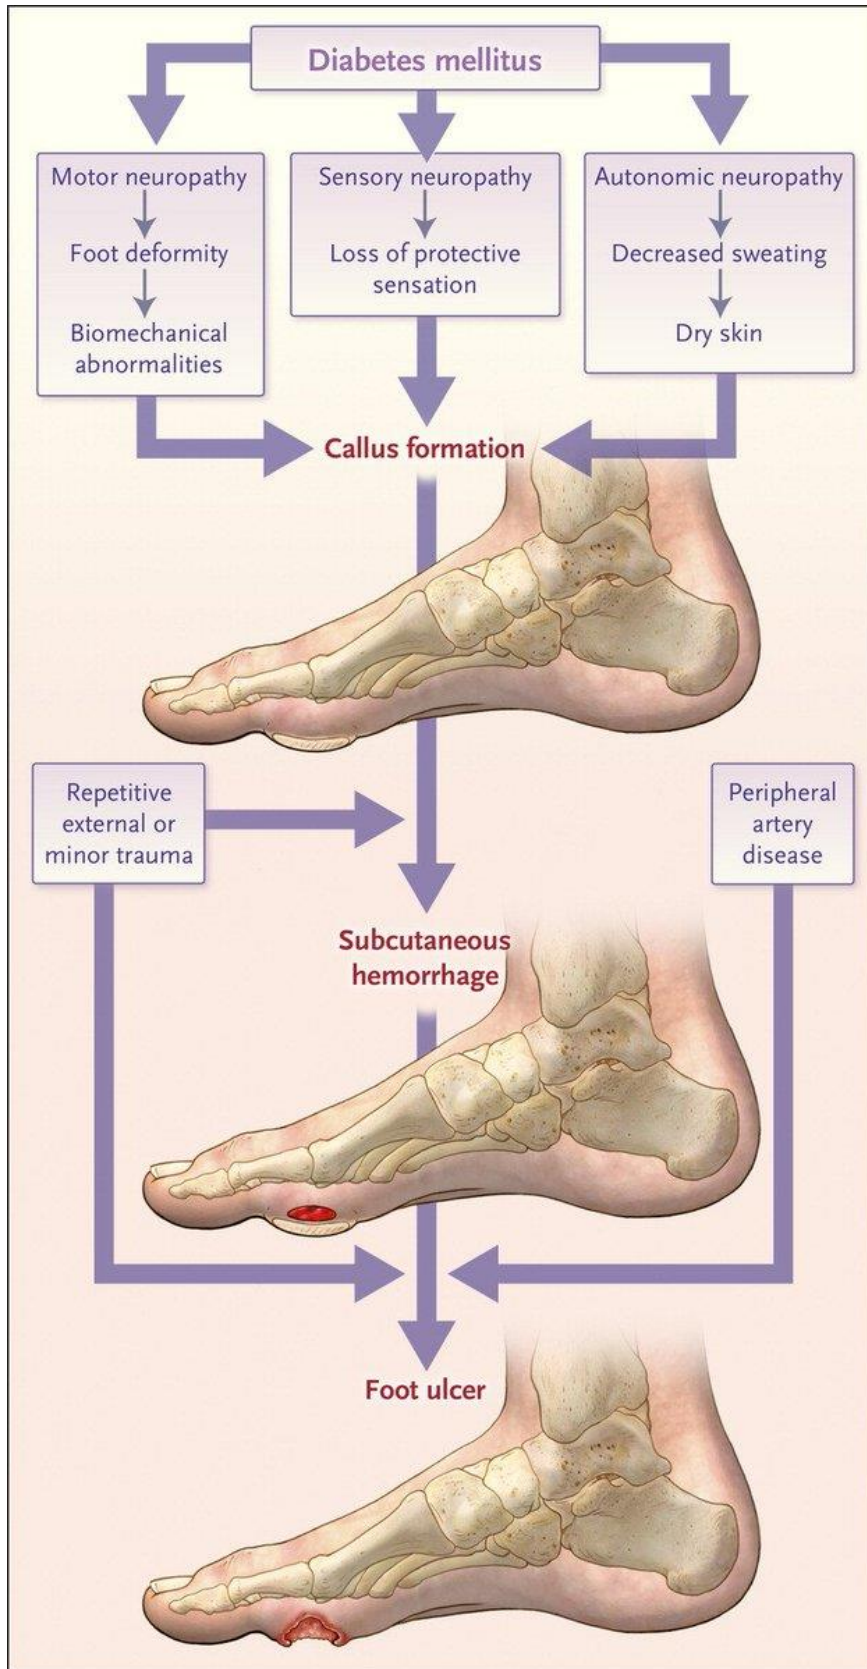 Diabetes mellitus
Motor neuropathy
Foot deformity
Biomechanical
abnormalities
Sensory neuropathy
Loss of protective
sensation
Autonomic neuropathy
Decreased sweating
Dry skin
Callus formation
Repetitive
external or
minor trauma
Peripheral
artery
disease
Subcutaneous
hemorrhage
Foot ulcer